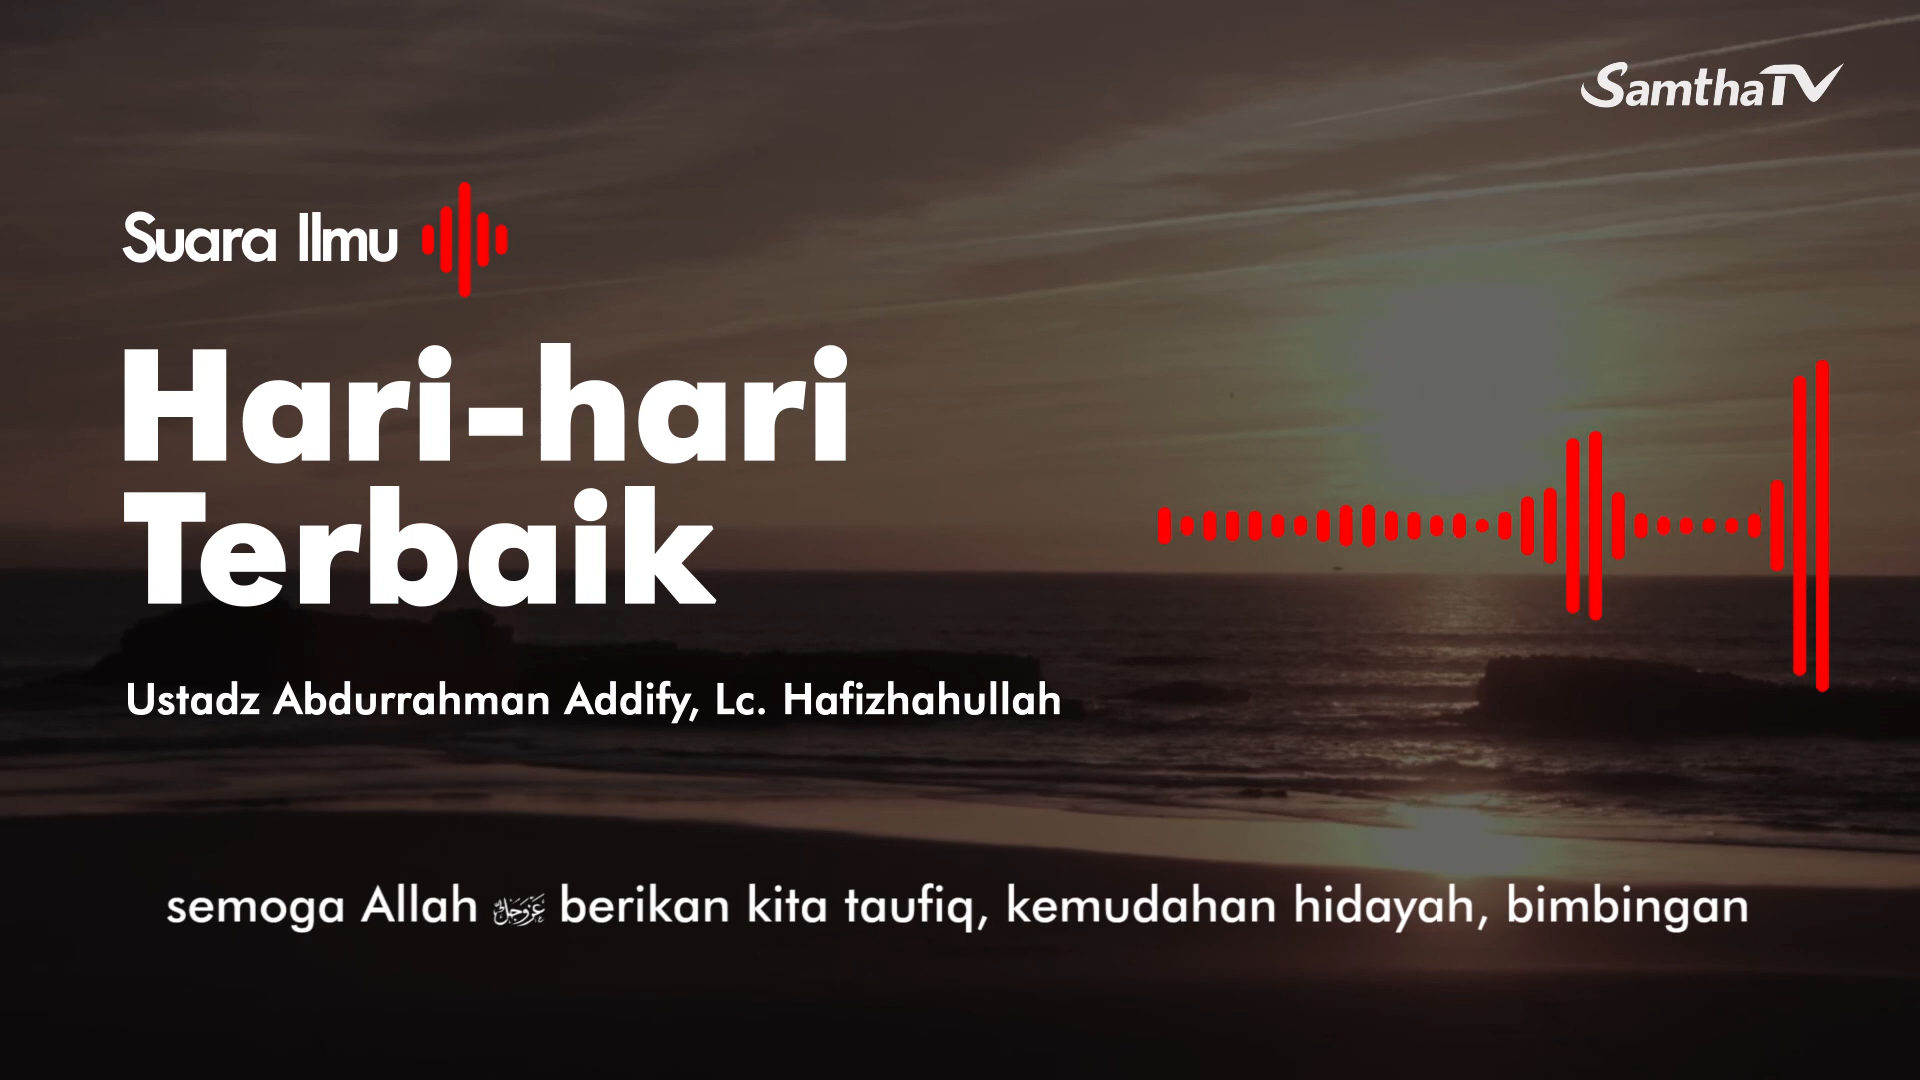 SamthaTV
Suara Ilmu
Hari-hari
Terbaik
Ustadz Abdurrahman Addify, Lc. Hafizhahullah
semoga Allah عَزَّوَجَلَّ berikan kita taufiq, kemudahan hidayah, bimbingan